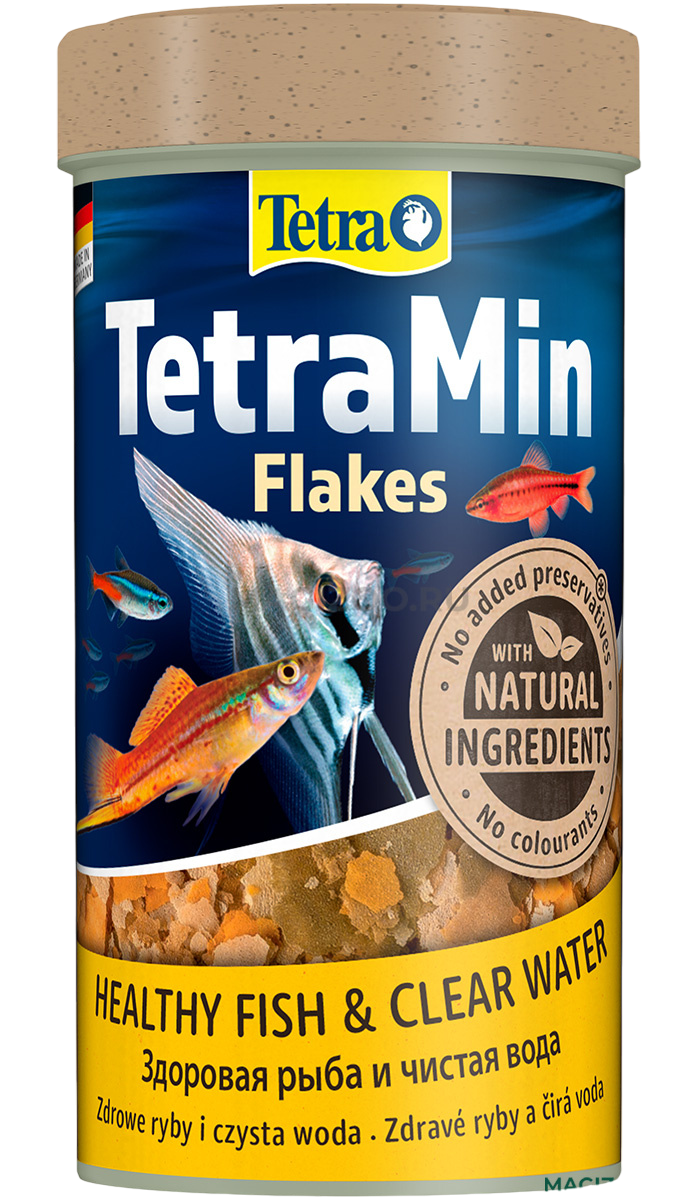 Tetra
MADE IN
GERMANY
TetraMin
Flakes
No added preservatives®
WITH
NATURAL
INGREDIENTS
No colourants
HEALTHY FISH & CLEAR WATER
Здоровая рыба и чистая вода
Zdrowe ryby i czysta woda . Zdravé ryby a čirá voda